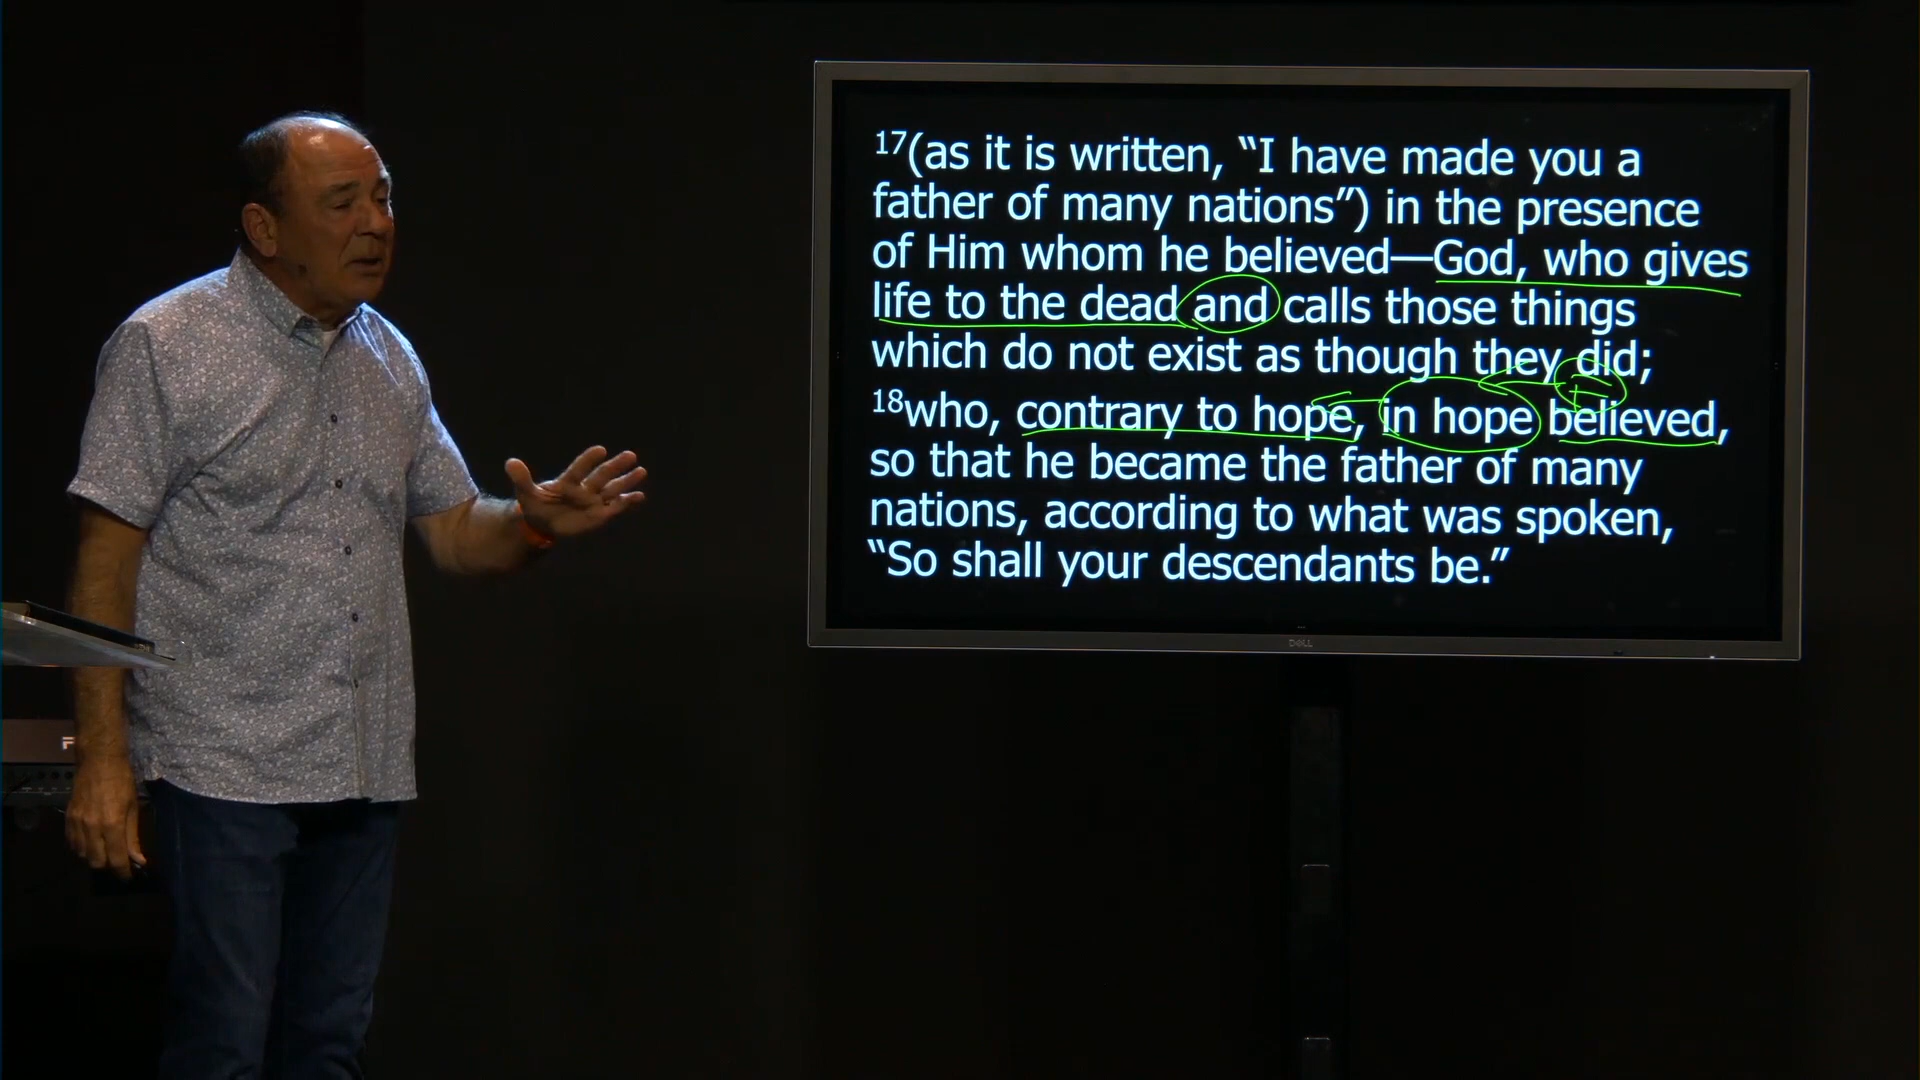 17(as it is written, “I have made you a
father of many nations”) in the presence
of Him whom he believed—God, who gives
life to the dead and calls those things
which do not exist as though they did;
18who, contrary to hope, in hope believed,
so that he became the father of many
nations, according to what was spoken,
“So shall your descendants be.”
DELL